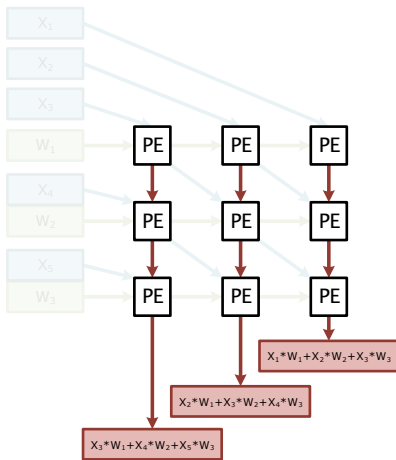 X₁
X₂
X₃
W₁ PE PE PE
X₄
W₂ PE PE PE
X₅
W₃ PE PE PE
X₁*W₁+X₂*W₂+X₃*W₃
X₂*W₁+X₃*W₂+X₄*W₃
X₃*W₁+X₄*W₂+X₅*W₃